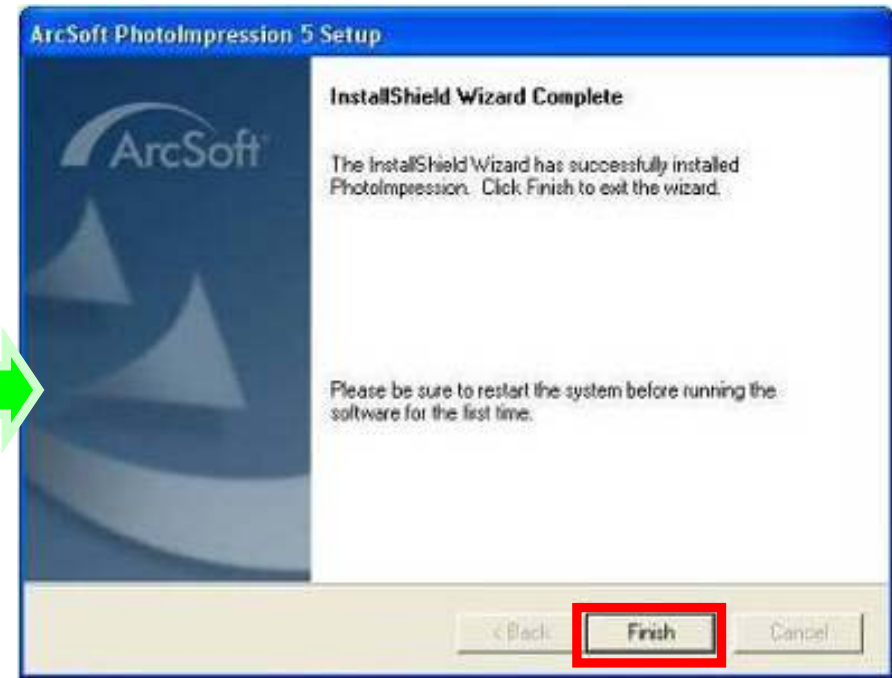 ArcSoft PhotoImpression 5 Setup
ArcSoft
InstallShield Wizard Complete
The InstallShield Wizard has successfully installed
PhotoImpression. Click Finish to exit the wizard.
Please be sure to restart the system before running the
software for the first time.
< Back Finish Cancel